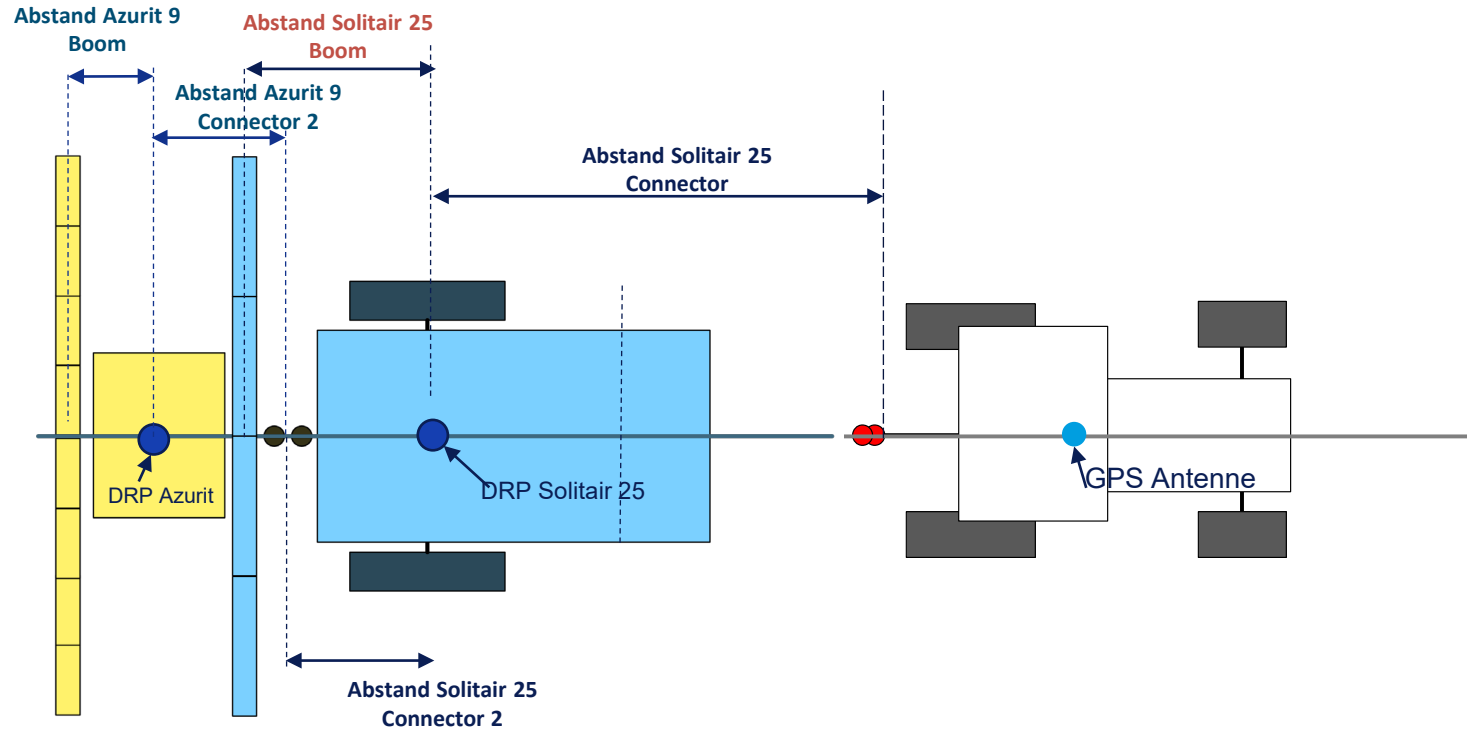 Abstand Azurit 9
Boom
Abstand Solitair 25
Boom
Abstand Azurit 9
Connector 2
Abstand Solitair 25
Connector
DRP Azurit
DRP Solitair 25
GPS Antenne
Abstand Solitair 25
Connector 2